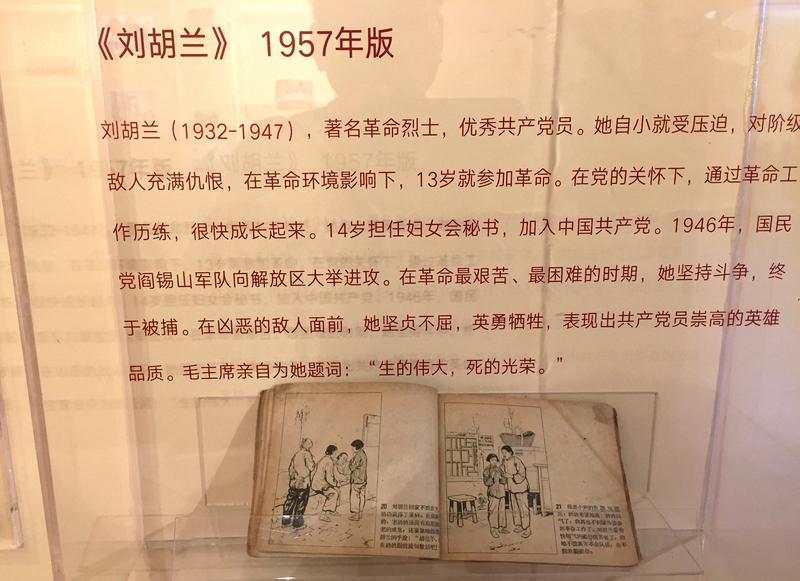 《刘胡兰》 1957年版
刘胡兰（1932-1947），著名革命烈士，优秀共产党员。她自小就受压迫，对阶级
敌人充满仇恨，在革命环境影响下，13岁就参加革命。在党的关怀下，通过革命工
作历练，很快成长起来。14岁担任妇女会秘书，加入中国共产党。1946年，国民
党阎锡山军队向解放区大举进攻。在革命最艰苦、最困难的时期，她坚持斗争，终
于被捕。在凶恶的敌人面前，她坚贞不屈，英勇牺牲，表现出共产党员崇高的英雄
品质。毛主席亲自为她题词：“生的伟大，死的光荣。”
20
21